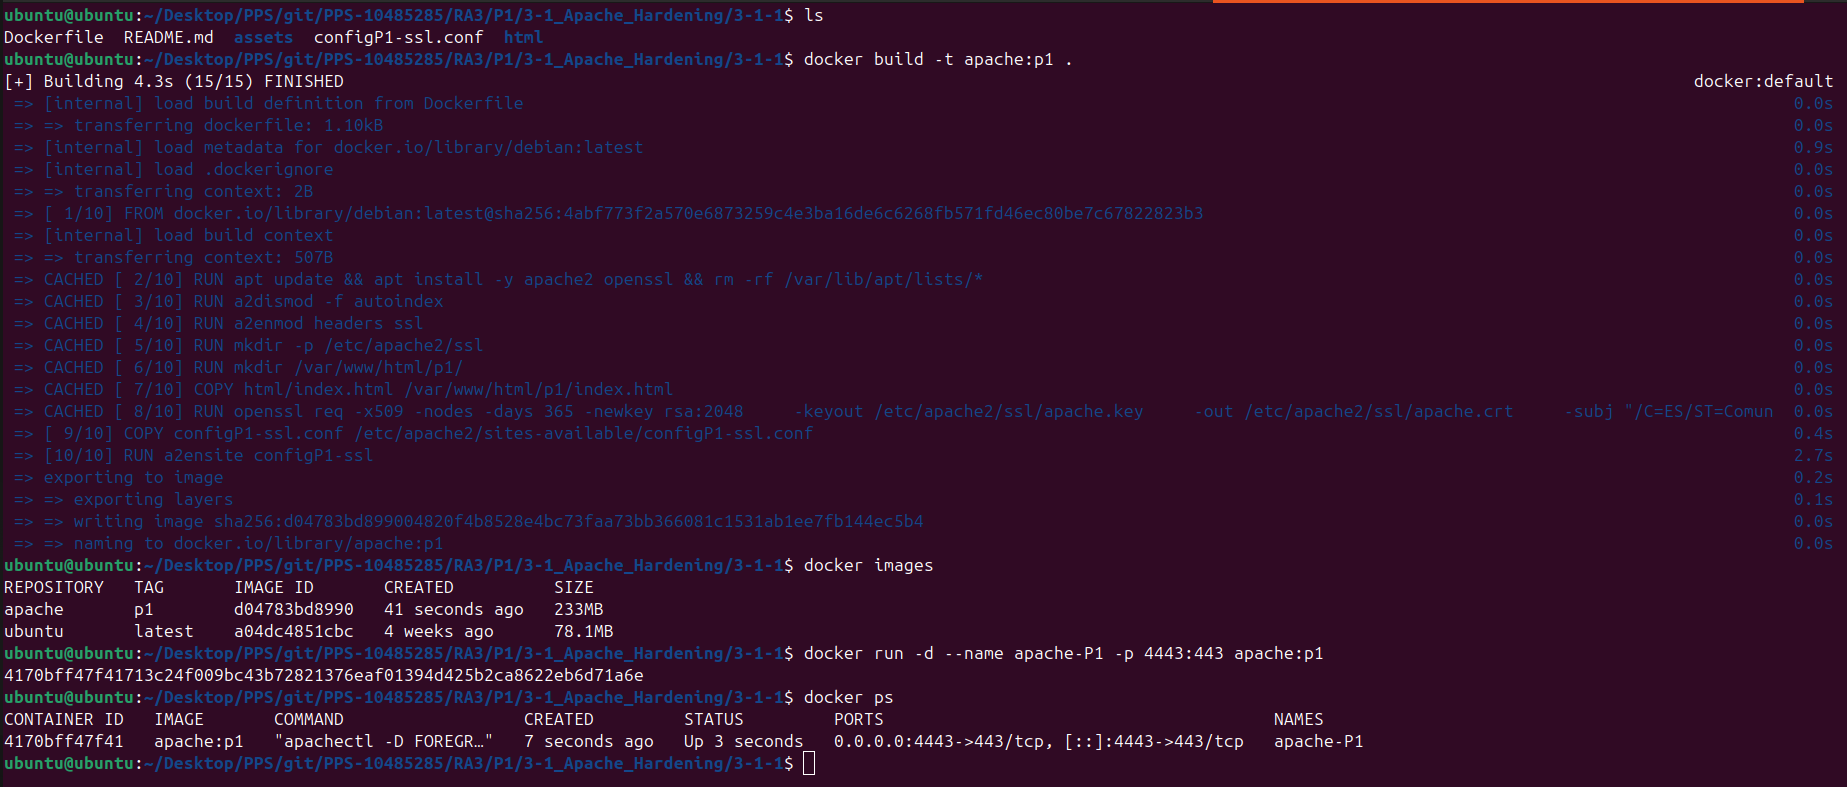 ubuntu@ubuntu:~/Desktop/PPS/git/PPS-10485285/RA3/P1/3-1_Apache_Hardening/3-1-1$ ls
Dockerfile  README.md  assets  configP1-ssl.conf  html
ubuntu@ubuntu:~/Desktop/PPS/git/PPS-10485285/RA3/P1/3-1_Apache_Hardening/3-1-1$ docker build -t apache:p1 .
[+] Building 4.3s (15/15) FINISHED docker:default
=> [internal] load build definition from Dockerfile 0.0s
=> => transferring dockerfile: 1.10kB 0.0s
=> [internal] load metadata for docker.io/library/debian:latest 0.9s
=> [internal] load .dockerignore 0.0s
=> => transferring context: 2B 0.0s
=> [ 1/10] FROM docker.io/library/debian:latest@sha256:4abf773f2a570e6873259c4e3ba16de6c6268fb571fd46ec80be7c67822823b3 0.0s
=> [internal] load build context 0.0s
=> => transferring context: 507B 0.0s
=> CACHED [ 2/10] RUN apt update && apt install -y apache2 openssl && rm -rf /var/lib/apt/lists/* 0.0s
=> CACHED [ 3/10] RUN a2dismod -f autoindex 0.0s
=> CACHED [ 4/10] RUN a2enmod headers ssl 0.0s
=> CACHED [ 5/10] RUN mkdir -p /etc/apache2/ssl 0.0s
=> CACHED [ 6/10] RUN mkdir /var/www/html/p1/ 0.0s
=> CACHED [ 7/10] COPY html/index.html /var/www/html/p1/index.html 0.0s
=> CACHED [ 8/10] RUN openssl req -x509 -nodes -days 365 -newkey rsa:2048     -keyout /etc/apache2/ssl/apache.key     -out /etc/apache2/ssl/apache.crt     -subj "/C=ES/ST=Comun 0.0s
=> [ 9/10] COPY configP1-ssl.conf /etc/apache2/sites-available/configP1-ssl.conf 0.4s
=> [10/10] RUN a2ensite configP1-ssl 2.7s
=> exporting to image 0.2s
=> => exporting layers 0.1s
=> => writing image sha256:d04783bd899004820f4b8528e4bc73faa73bb366081c1531ab1ee7fb144ec5b4 0.0s
=> => naming to docker.io/library/apache:p1 0.0s
ubuntu@ubuntu:~/Desktop/PPS/git/PPS-10485285/RA3/P1/3-1_Apache_Hardening/3-1-1$ docker images
REPOSITORY   TAG       IMAGE ID       CREATED          SIZE
apache       p1        d04783bd8990   41 seconds ago   233MB
ubuntu       latest    a04dc4851cbc   4 weeks ago      78.1MB
ubuntu@ubuntu:~/Desktop/PPS/git/PPS-10485285/RA3/P1/3-1_Apache_Hardening/3-1-1$ docker run -d --name apache-P1 -p 4443:443 apache:p1
4170bff47f41713c24f009bc43b72821376eaf01394d425b2ca8622eb6d71a6e
ubuntu@ubuntu:~/Desktop/PPS/git/PPS-10485285/RA3/P1/3-1_Apache_Hardening/3-1-1$ docker ps
CONTAINER ID   IMAGE       COMMAND                  CREATED         STATUS         PORTS                                       NAMES
4170bff47f41   apache:p1   "apachectl -D FOREGR…"   7 seconds ago   Up 3 seconds   0.0.0.0:4443->443/tcp, [::]:4443->443/tcp   apache-P1
ubuntu@ubuntu:~/Desktop/PPS/git/PPS-10485285/RA3/P1/3-1_Apache_Hardening/3-1-1$